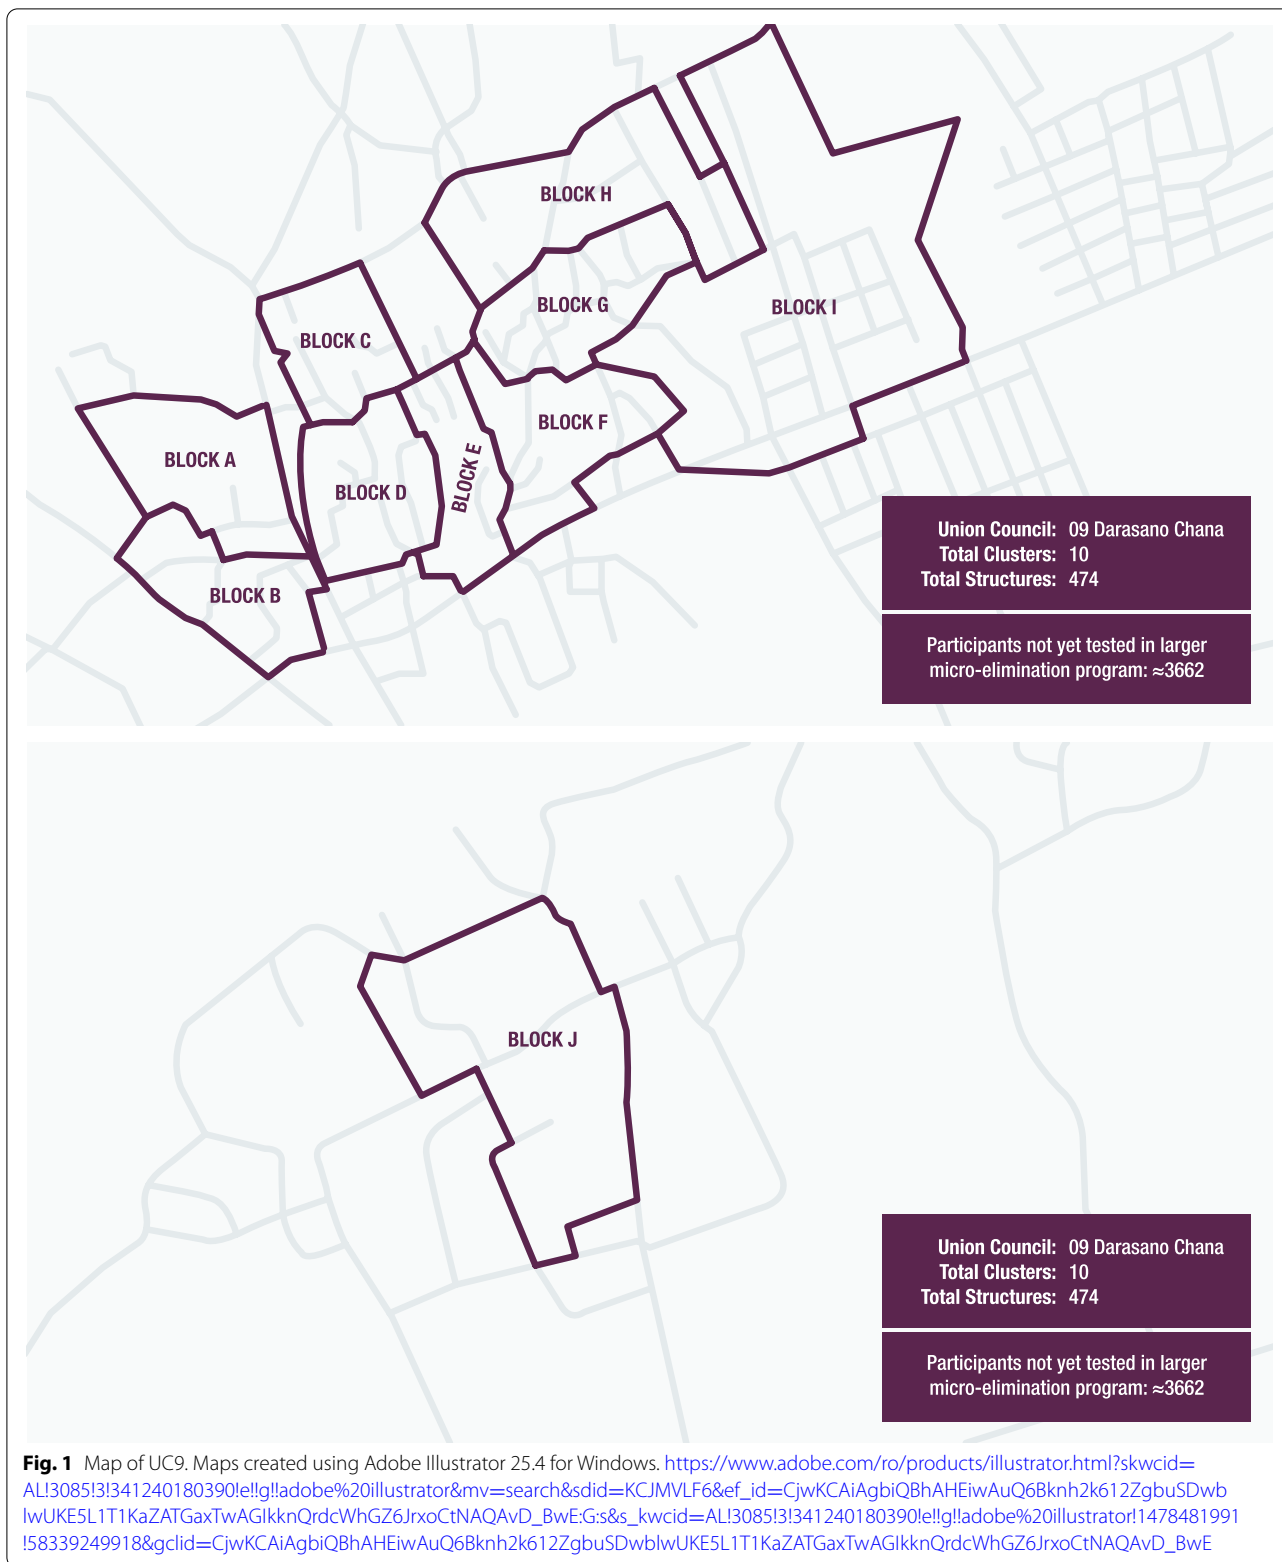 BLOCK H
BLOCK G
BLOCK I
BLOCK C
BLOCK F
BLOCK A
BLOCK E
BLOCK D
BLOCK B
Union Council: 09 Darasano Chana
Total Clusters: 10
Total Structures: 474
Participants not yet tested in larger
micro-elimination program: ≈3662
BLOCK J
Union Council: 09 Darasano Chana
Total Clusters: 10
Total Structures: 474
Participants not yet tested in larger
micro-elimination program: ≈3662
Fig. 1 Map of UC9. Maps created using Adobe Illustrator 25.4 for Windows. https://www.adobe.com/ro/products/illustrator.html?skwcid=
AL!3085!3!341240180390!e!!g!!adobe%20illustrator&mv=search&sdid=KCJMVLF6&ef_id=CjwKCAiAgbiQBhAHEiwAuQ6Bknh2k612ZgbuSDwb
lwUKE5L1T1KaZATGaxTwAGIkknQrdcWhGZ6JrxoCtNAQAvD_BwE:G:s&s_kwcid=AL!3085!3!341240180390!e!!g!!adobe%20illustrator!1478481991
!58339249918&gclid=CjwKCAiAgbiQBhAHEiwAuQ6Bknh2k612ZgbuSDwblwUKE5L1T1KaZATGaxTwAGIkknQrdcWhGZ6JrxoCtNAQAvD_BwE